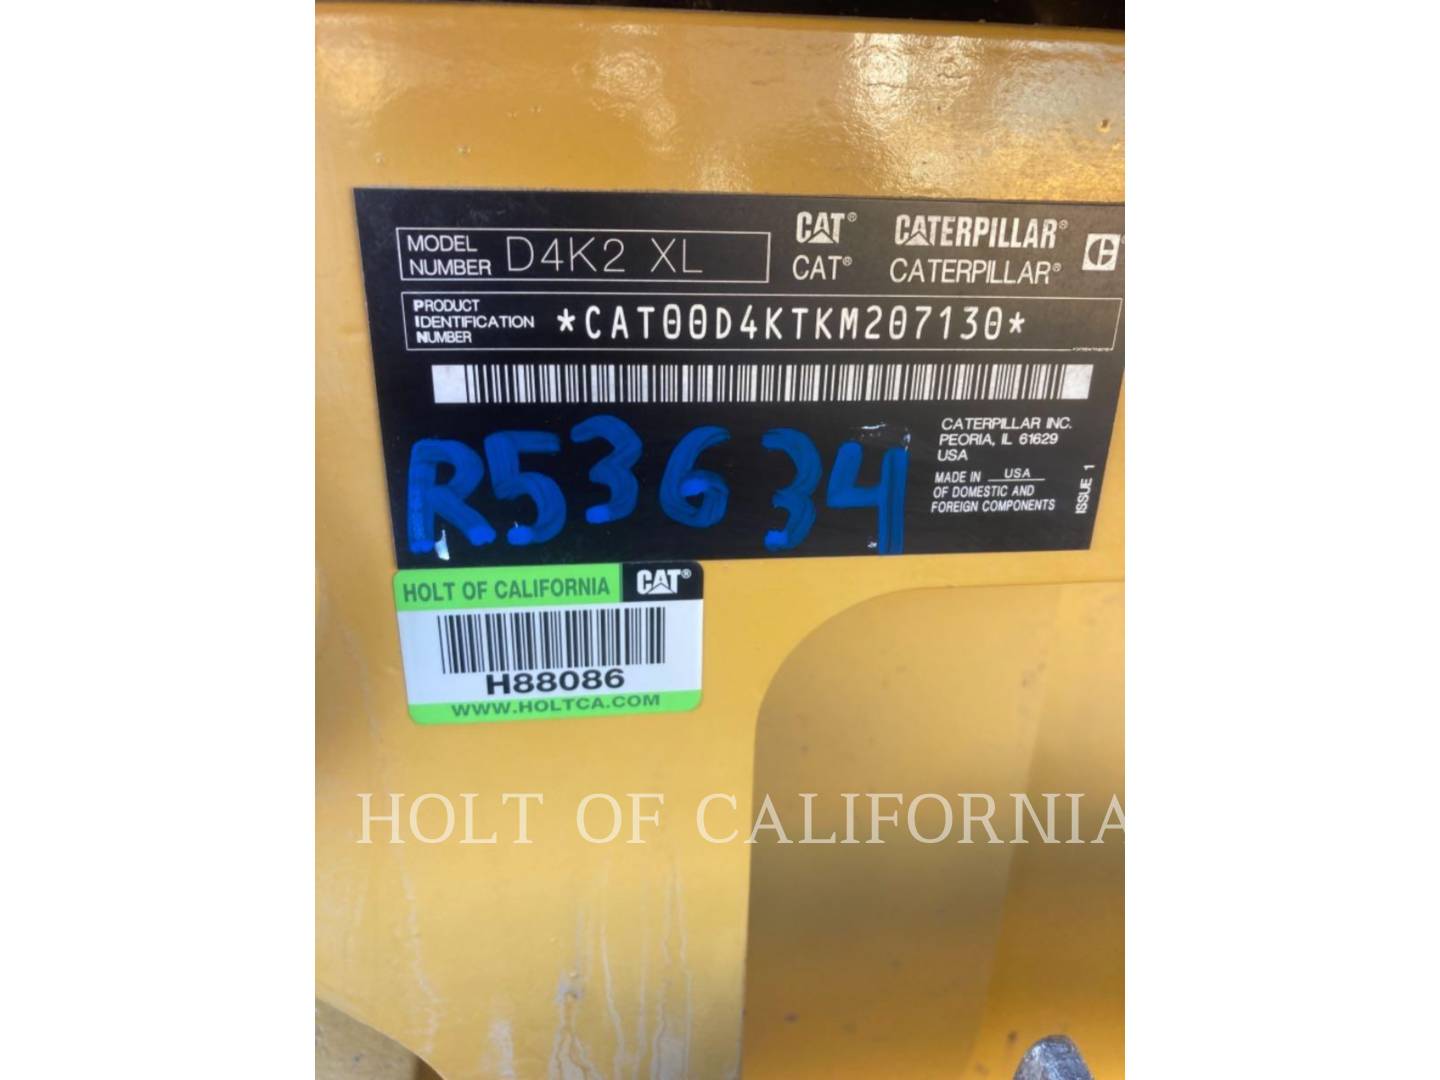 MODEL NUMBER D4K2 XL
CAT® CATERPILLAR®
CAT® CATERPILLAR®
PRODUCT IDENTIFICATION NUMBER *CAT00D4KTKM207130*
R53634
CATERPILLAR INC.
PEORIA, IL 61629
USA
MADE IN USA
OF DOMESTIC AND
FOREIGN COMPONENTS
ISSUE 1
HOLT OF CALIFORNIA CAT®
H88086
WWW.HOLTCA.COM
HOLT OF CALIFORNIA